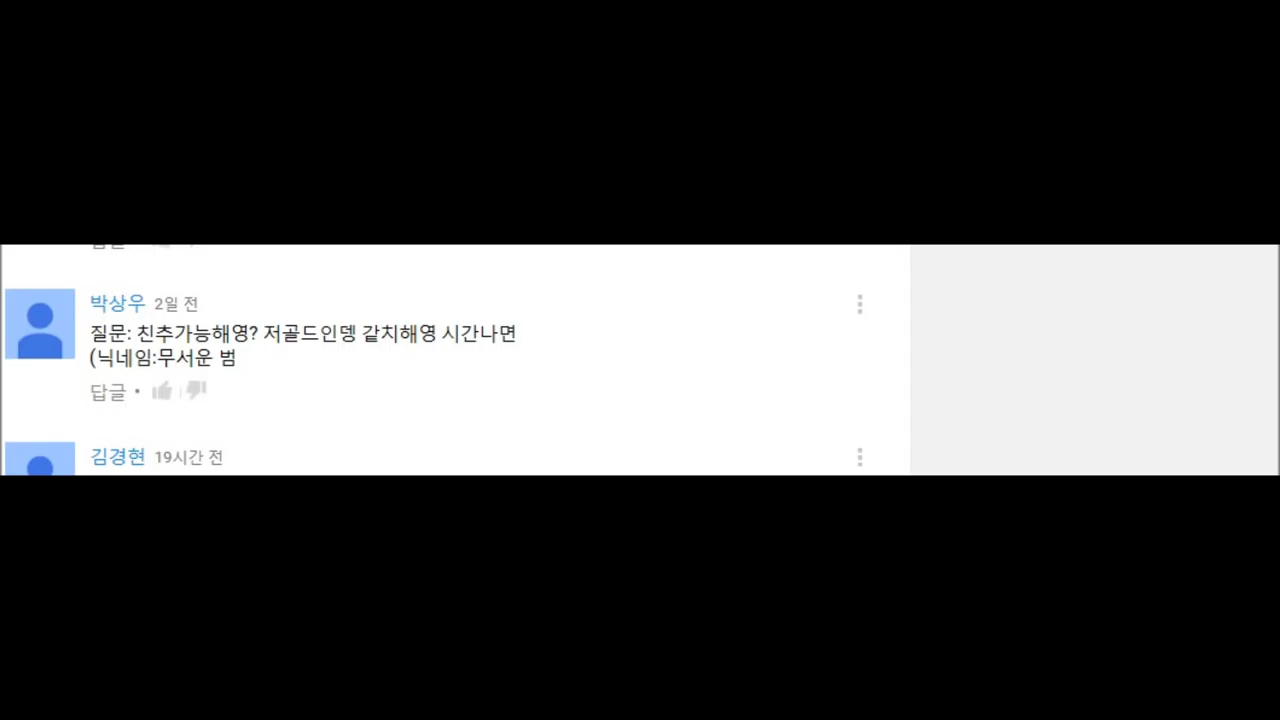 박상우 2일 전
질문: 친추가능해영? 저골드인뎅 같치해영 시간나면
(닉네임:무서운 범
답글 •
김경현 19시간 전